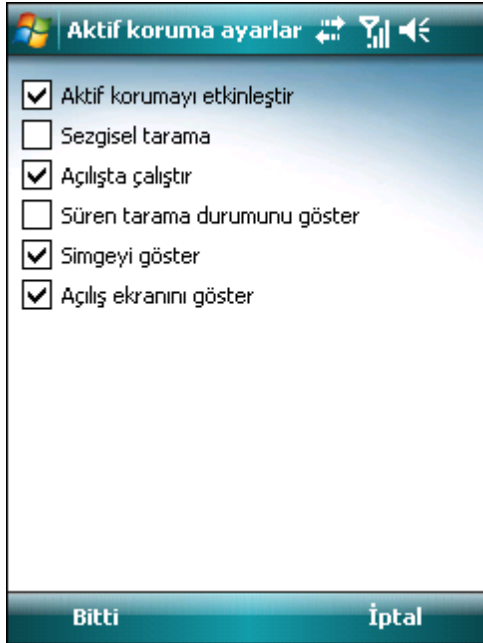 Aktif koruma ayarlar
Aktif korumayı etkinleştir
Sezgisel tarama
Açılışta çalıştır
Süren tarama durumunu göster
Simgeyi göster
Açılış ekranını göster
Bitti İptal